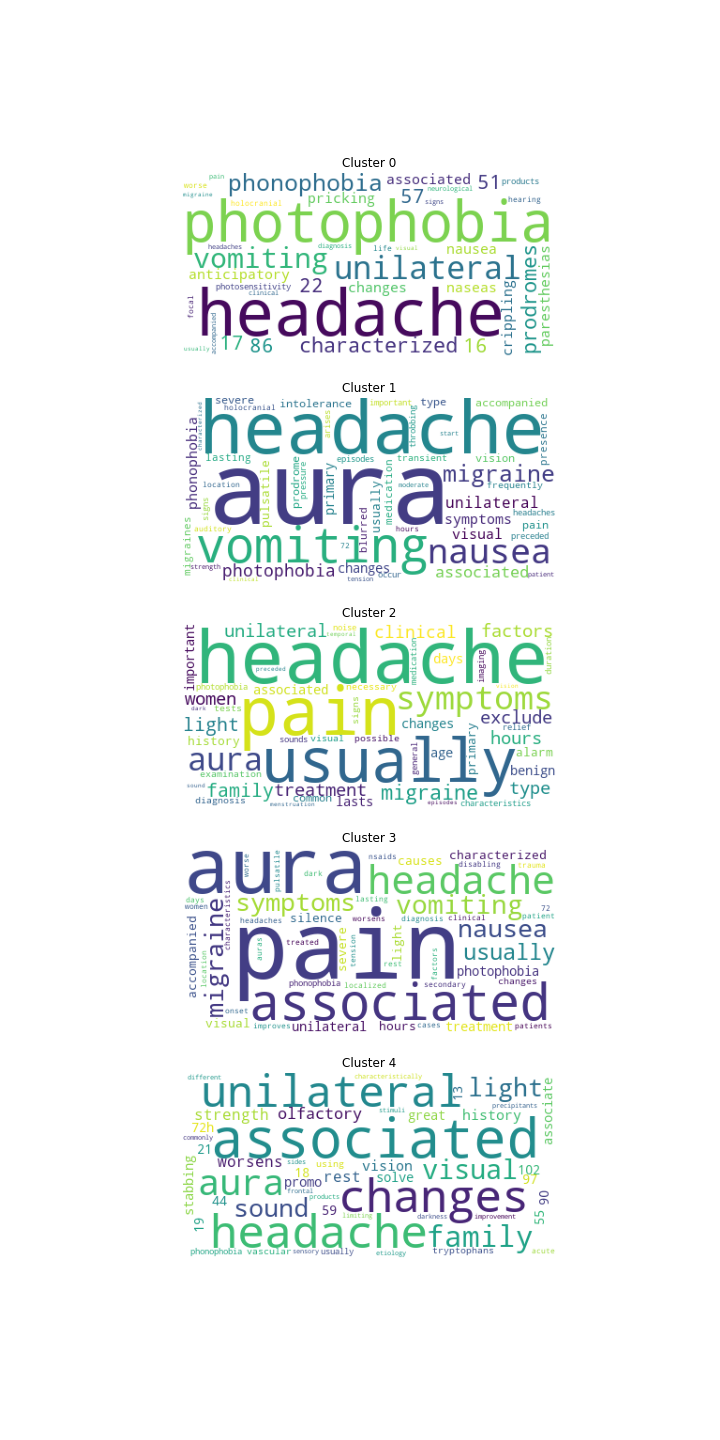 Cluster 0
pain
worse
migraine
phonophobia
associated
51
products
holocranial
pricking
57
neurological
signs
hearing
photophobia
headaches
diagnosis
life
visual
nausea
vomiting
unilateral
anticipatory
photosensitivity
clinical
22
changes
naseas
crippling
prodromes
paresthesias
focal
headache
accompanied
usually
17
86
characterized
16
Cluster 1
severe
holocranial
intolerance
important
type
accompanied
characterized
headache
arises
throbbing
start
presence
phonophobia
lasting
episodes
transient
vision
location
pulsatile
prodrome
pressure
primary
aura
usually
medication
moderate
migraine
frequently
signs
auditory
unilateral
headaches
symptoms
pain
visual
preceded
migraines
vomiting
72
blurred
hours
nausea
strength
clinical
photophobia
changes
tension
occur
associated
patient
Cluster 2
important
unilateral
noise
temporal
clinical
factors
headache
preceded
medication
days
imaging
duration
photophobia
associated
necessary
vision
women
dark
tests
pain
signs
symptoms
light
changes
exclude
relief
history
sounds
visual
possible
hours
aura
usually
general
age
primary
alarm
examination
benign
sound
family
treatment
migraine
type
diagnosis
common
menstruation
lasts
episodes
characteristics
Cluster 3
aura
worse
pulsatile
dark
nsaids
causes
characterized
disabling
trauma
headache
days
women
characteristics
symptoms
lasting
vomiting
72
patient
headaches
silence
worsens
diagnosis
clinical
accompanied
location
migraine
auras
treated
pain
severe
tension
light
rest
factors
nausea
usually
photophobia
changes
phonophobia
localized
secondary
onset
associated
visual
improves
unilateral
hours
cases
treatment
patients
Cluster 4
different
characteristically
unilateral
13
light
precipitants
associate
strength
olfactory
stimuli
great
history
72h
commonly
21
associated
worsens
sides
using
vision
visual
102
stabbing
aura
promo
18
rest
solve
97
frontal
44
products
changes
90
19
sound
59
limiting
darkness
improvement
55
headache
family
phonophobia
vascular
sensory
usually
etiology
tryptophans
acute